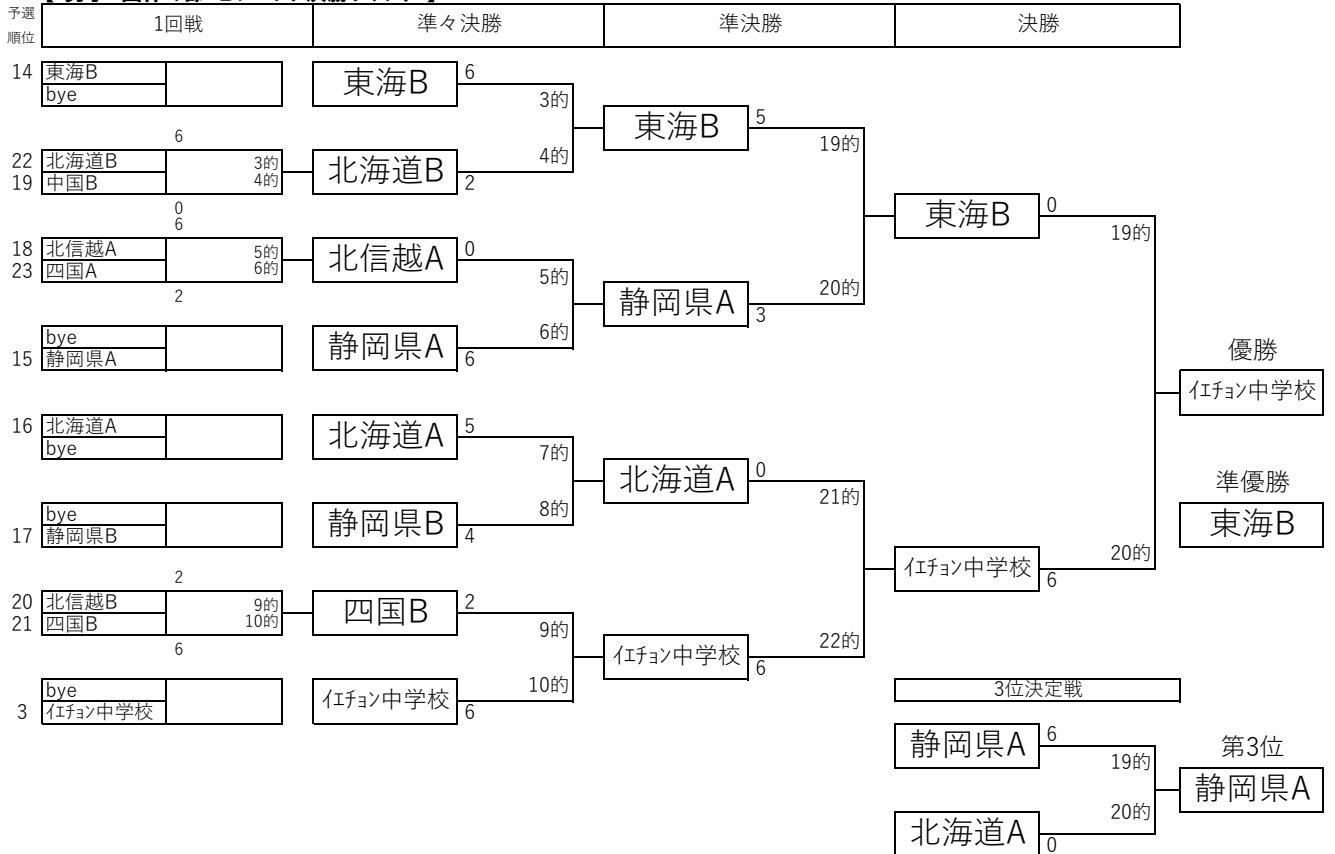 予選
順位
1回戦 準々決勝 準決勝 決勝
14 東海B
bye
東海B 6
3的
東海B 5
19的
6
22 北海道B 3的
19 中国B 4的
0
北海道B 2
4的
東海B 0
19的
6
18 北信越A 5的
23 四国A 6的
2
北信越A 0
5的
静岡県A 3
20的
bye
15 静岡県A
静岡県A 6
6的
優勝
イエチョン中学校
16 北海道A
bye
北海道A 5
7的
北海道A 0
21的
準優勝
東海B
bye
17 静岡県B
静岡県B 4
8的
イエチョン中学校 6
20的
2
20 北信越B 9的
21 四国B 10的
6
四国B 2
9的
イエチョン中学校 6
22的
bye
3 イエチョン中学校
イエチョン中学校 6
10的
3位決定戦
静岡県A 6
19的
第3位
静岡県A
20的
北海道A 0